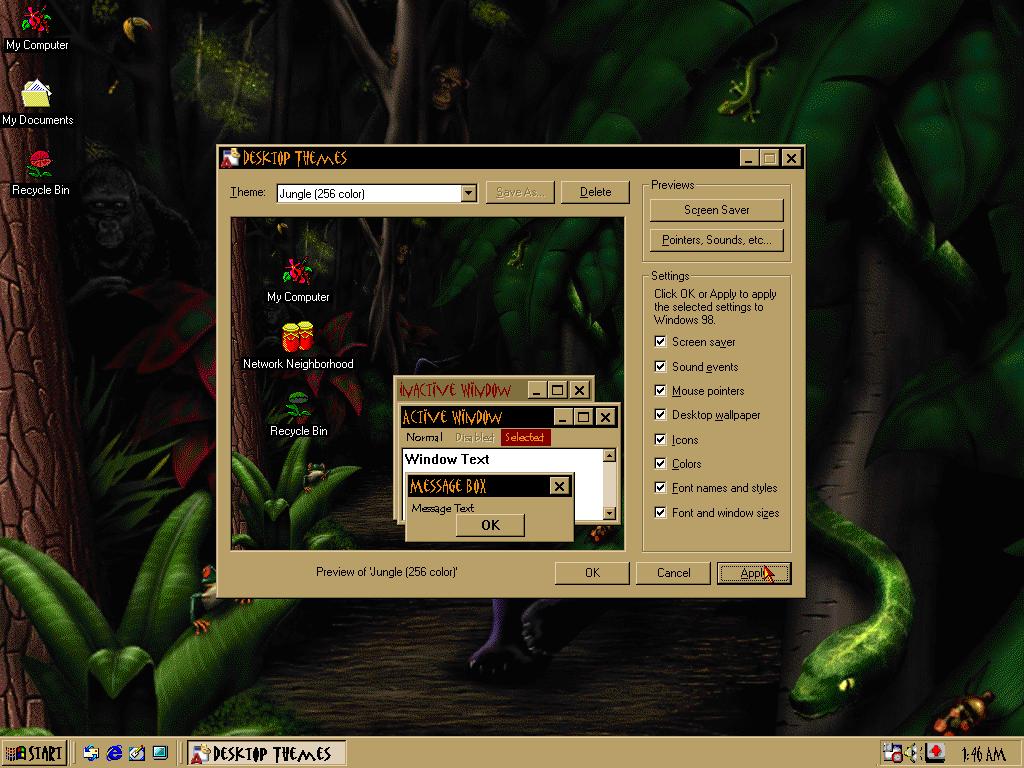 My Computer
My Documents
Recycle Bin
DESKTOP THEMES
Theme:
Jungle (256 color)
Save As...
Delete
Previews
Screen Saver
Pointers, Sounds, etc...
My Computer
Network Neighborhood
Recycle Bin
INACTIVE WINDOW
ACTIVE WINDOW
Normal Disabled Selected
Window Text
MESSAGE BOX
Message Text
OK
Settings
Click OK or Apply to apply
the selected settings to
Windows 98.
Screen saver
Sound events
Mouse pointers
Desktop wallpaper
Icons
Colors
Font names and styles
Font and window sizes
Preview of 'Jungle (256 color)'
OK
Cancel
Apply
START
DESKTOP THEMES
1:46 AM